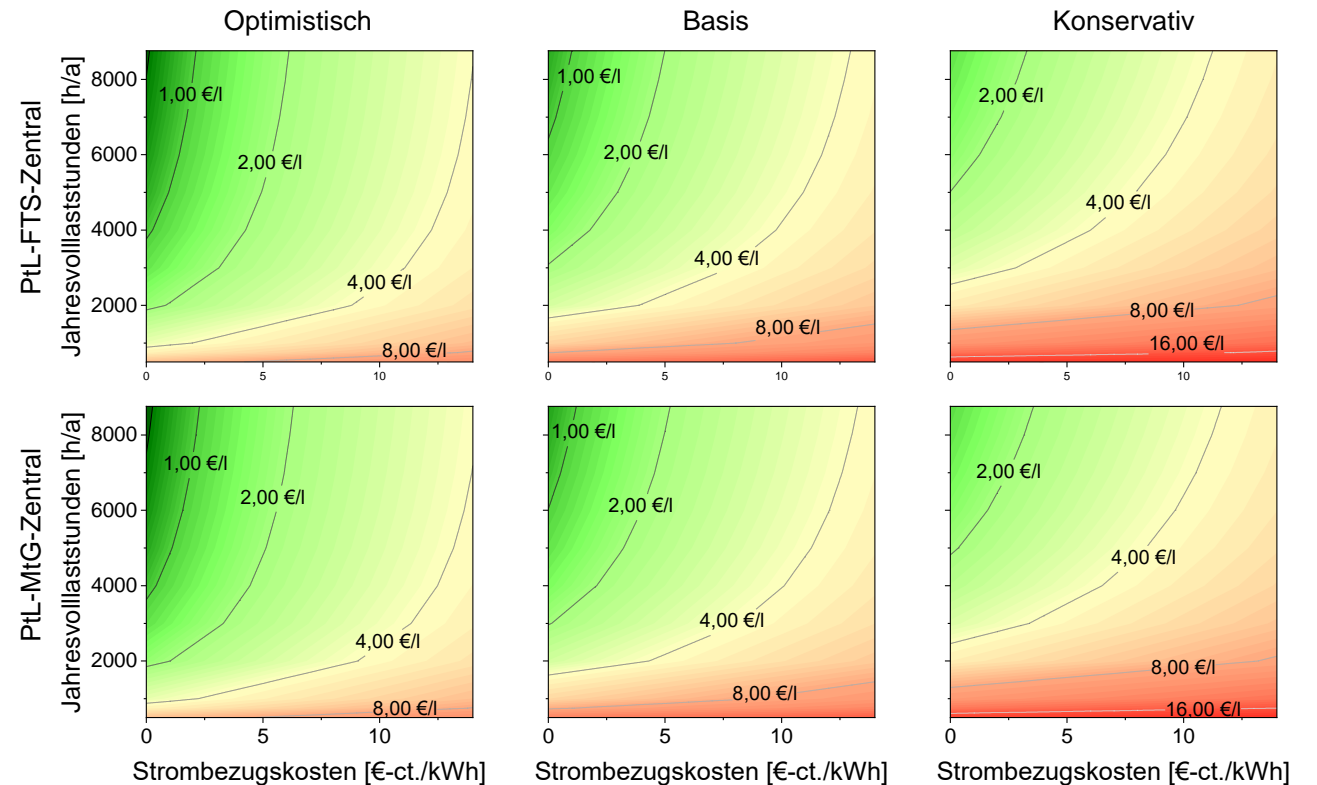 Optimistisch
Basis
Konservativ
PtL-FTS-Zentral
Jahresvolllaststunden [h/a]
8000
6000
4000
2000
1,00 €/l
2,00 €/l
4,00 €/l
8,00 €/l
0
5
10
1,00 €/l
2,00 €/l
4,00 €/l
8,00 €/l
0
5
10
2,00 €/l
4,00 €/l
8,00 €/l
16,00 €/l
0
5
10
PtL-MtG-Zentral
Jahresvolllaststunden [h/a]
8000
6000
4000
2000
1,00 €/l
2,00 €/l
4,00 €/l
8,00 €/l
0
5
10
Strombezugskosten [€-ct./kWh]
1,00 €/l
2,00 €/l
4,00 €/l
8,00 €/l
0
5
10
Strombezugskosten [€-ct./kWh]
2,00 €/l
4,00 €/l
8,00 €/l
16,00 €/l
0
5
10
Strombezugskosten [€-ct./kWh]